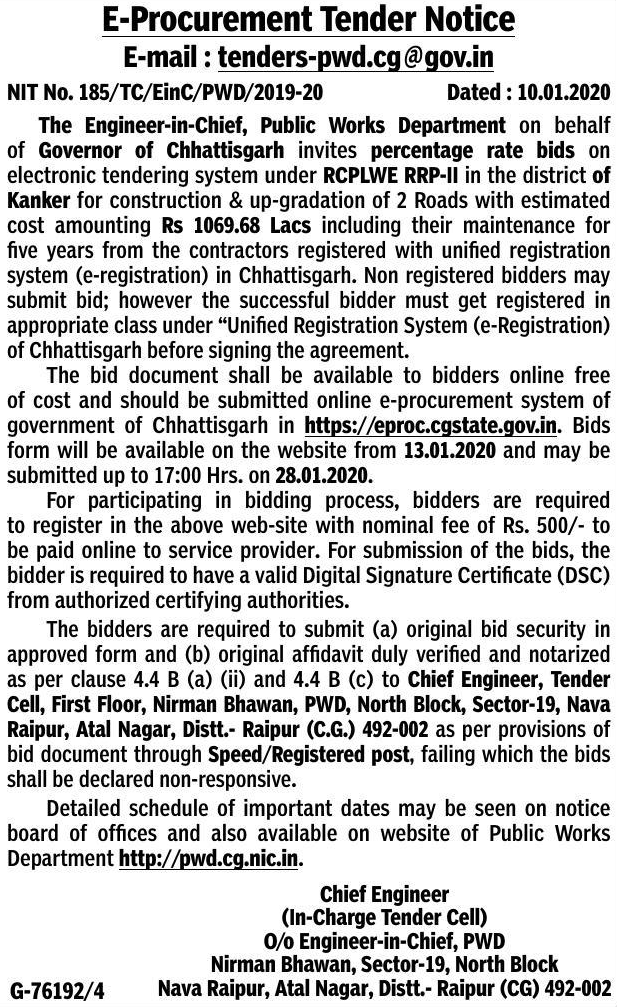 E-Procurement Tender Notice
E-mail : tenders-pwd.cg@gov.in
NIT No. 185/TC/EinC/PWD/2019-20 Dated : 10.01.2020
The Engineer-in-Chief, Public Works Department on behalf
of Governor of Chhattisgarh invites percentage rate bids on
electronic tendering system under RCPLWE RRP-II in the district of
Kanker for construction & up-gradation of 2 Roads with estimated
cost amounting Rs 1069.68 Lacs including their maintenance for
five years from the contractors registered with unified registration
system (e-registration) in Chhattisgarh. Non registered bidders may
submit bid; however the successful bidder must get registered in
appropriate class under “Unified Registration System (e-Registration)
of Chhattisgarh before signing the agreement.
The bid document shall be available to bidders online free
of cost and should be submitted online e-procurement system of
government of Chhattisgarh in https://eproc.cgstate.gov.in. Bids
form will be available on the website from 13.01.2020 and may be
submitted up to 17:00 Hrs. on 28.01.2020.
For participating in bidding process, bidders are required
to register in the above web-site with nominal fee of Rs. 500/- to
be paid online to service provider. For submission of the bids, the
bidder is required to have a valid Digital Signature Certificate (DSC)
from authorized certifying authorities.
The bidders are required to submit (a) original bid security in
approved form and (b) original affidavit duly verified and notarized
as per clause 4.4 B (a) (ii) and 4.4 B (c) to Chief Engineer, Tender
Cell, First Floor, Nirman Bhawan, PWD, North Block, Sector-19, Nava
Raipur, Atal Nagar, Distt.- Raipur (C.G.) 492-002 as per provisions of
bid document through Speed/Registered post, failing which the bids
shall be declared non-responsive.
Detailed schedule of important dates may be seen on notice
board of offices and also available on website of Public Works
Department http://pwd.cg.nic.in.
Chief Engineer
(In-Charge Tender Cell)
O/o Engineer-in-Chief, PWD
Nirman Bhawan, Sector-19, North Block
G-76192/4 Nava Raipur, Atal Nagar, Distt.- Raipur (CG) 492-002